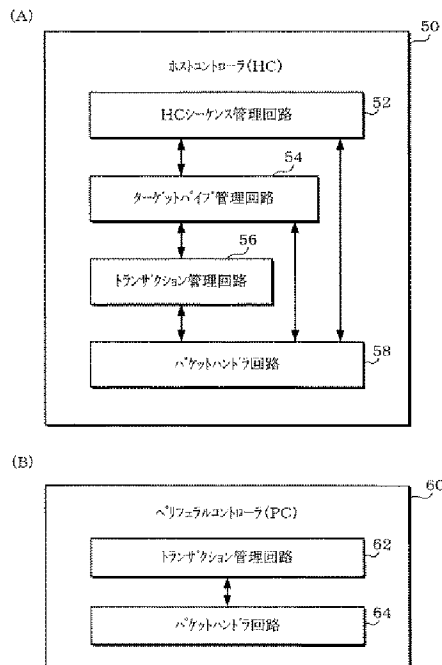 (A)
50
ホストコントローラ(HC)
52
HCシーケンス管理回路
54
ターゲットパイプ管理回路
56
トランザクション管理回路
58
パケットハンドラ回路
(B)
60
ペリフェラルコントローラ(PC)
62
トランザクション管理回路
64
パケットハンドラ回路